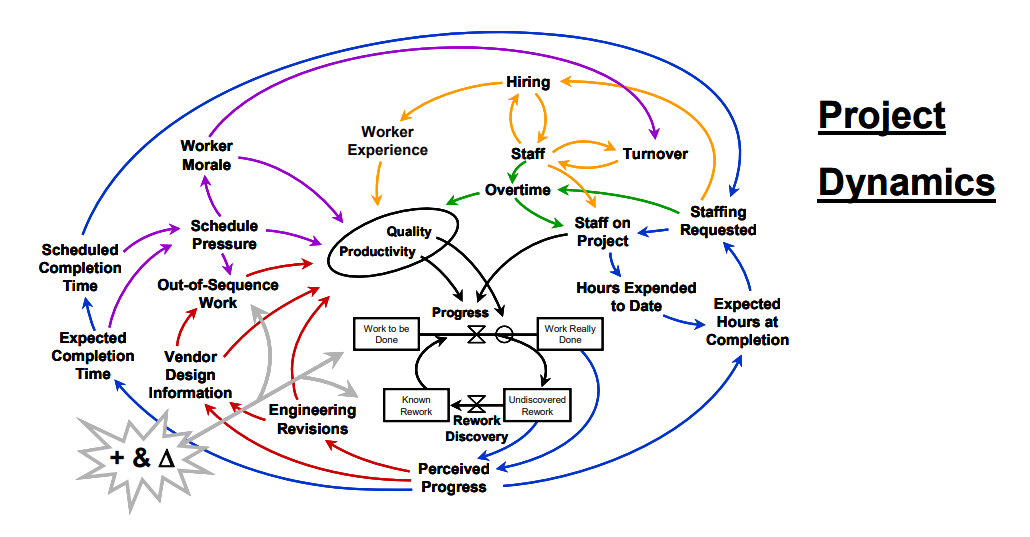 Project
Dynamics
Hiring
Worker
Experience
Worker
Morale
Staff
Turnover
Overtime
Staffing
Requested
Staff on
Project
Schedule
Pressure
Quality
Productivity
Scheduled
Completion
Time
Out-of-Sequence
Work
Hours Expended
to Date
Expected
Hours at
Completion
Progress
Work to be
Done
Work Really
Done
Expected
Completion
Time
Vendor
Design
Information
Known
Rework
Undiscovered
Rework
Rework
Discovery
Engineering
Revisions
+ & Δ
Perceived
Progress